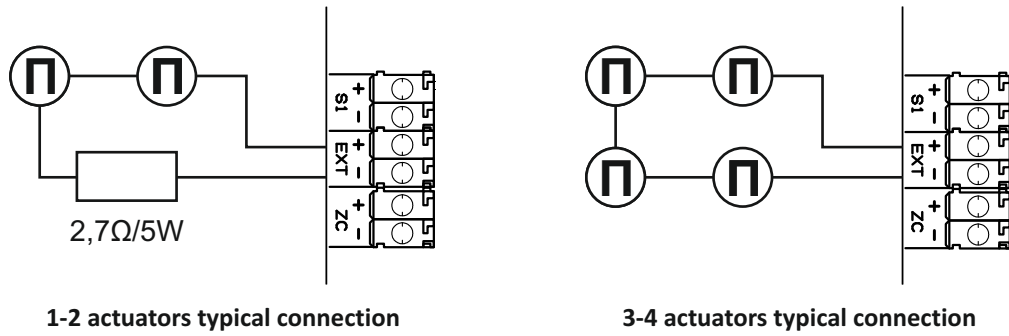 +
S1
-
+
EXT
-
+
ZC
-
2,7Ω/5W
1-2 actuators typical connection
+
S1
-
+
EXT
-
+
ZC
-
3-4 actuators typical connection